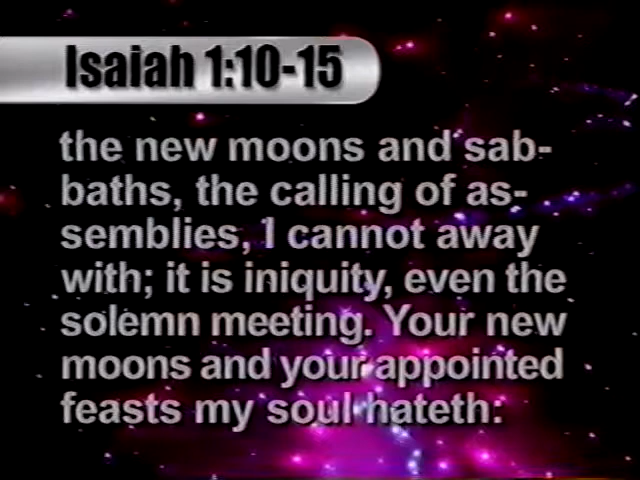 Isaiah 1:10-15
the new moons and sab-
baths, the calling of as-
semblies, I cannot away
with; it is iniquity, even the
solemn meeting. Your new
moons and your appointed
feasts my soul hateth: